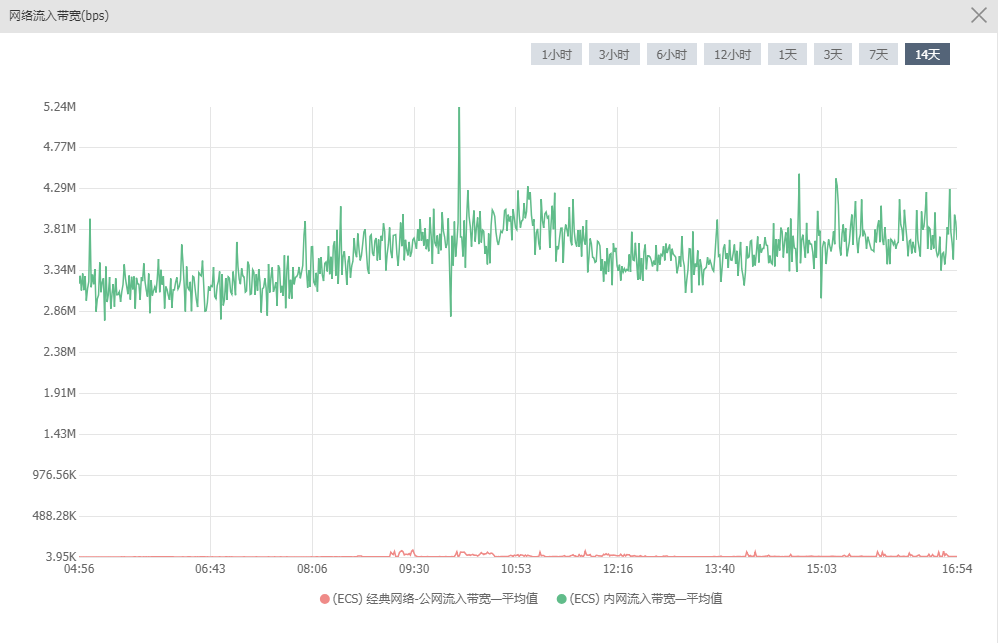 网络流入带宽(bps)
1小时 3小时 6小时 12小时 1天 3天 7天 14天
5.24M
4.77M
4.29M
3.81M
3.34M
2.86M
2.38M
1.91M
1.43M
976.56K
488.28K
3.95K
04:56 06:43 08:06 09:30 10:53 12:16 13:40 15:03 16:54
(ECS) 经典网络-公网流入带宽—平均值 (ECS) 内网流入带宽—平均值